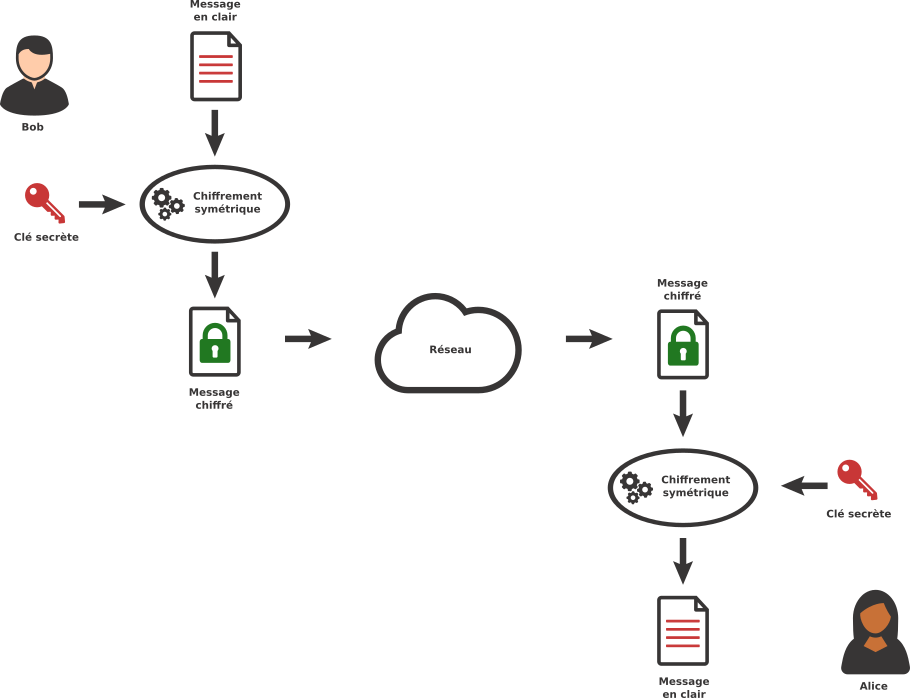 Message
en clair
Bob
Chiffrement
symétrique
Clé secrète
Message
chiffré
Réseau
Message
chiffré
Chiffrement
symétrique
Clé secrète
Message
en clair
Alice